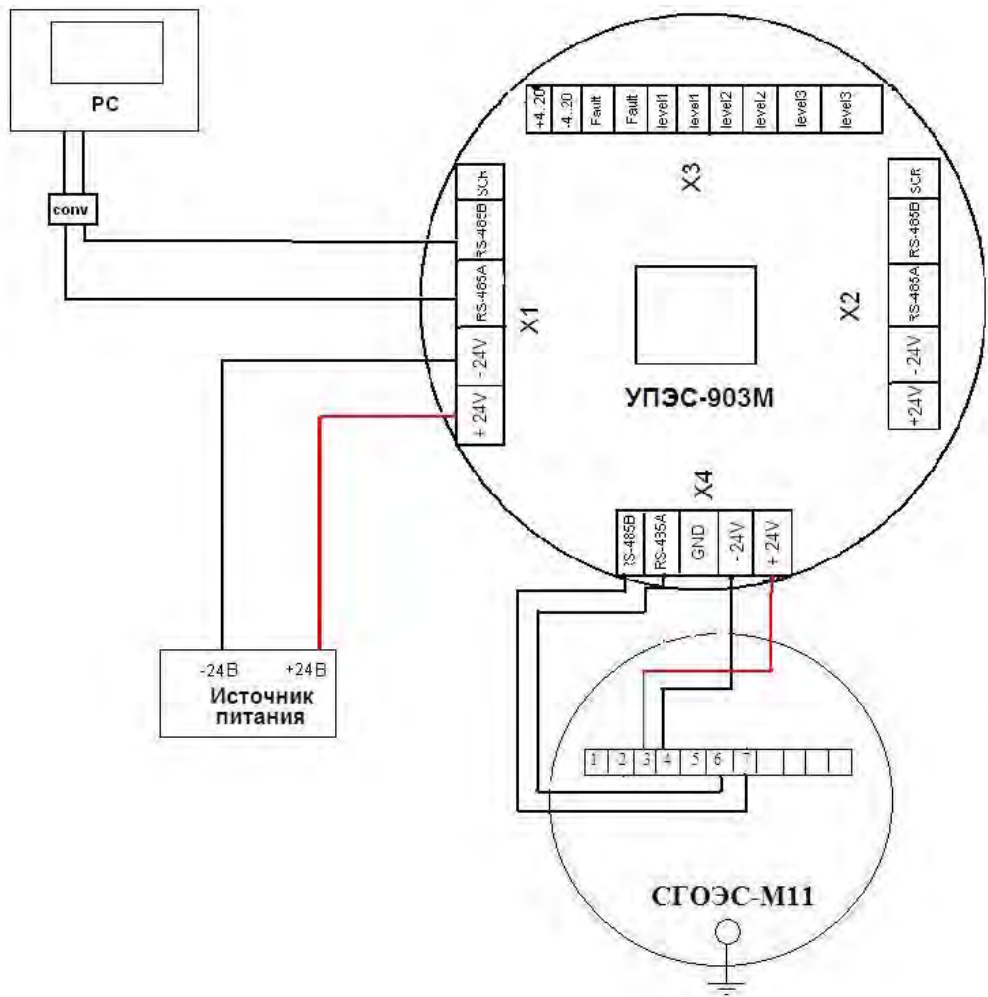 PC
conv
+4..20
-4..20
Fault
Fault
level1
level1
level2
level2
level3
level3
X3
SCR
RS-485B
RS-485A
- 24V
+ 24V
X1
SCR
RS-485B
RS-485A
- 24V
+24V
X2
УПЭС-903М
X4
RS-485B
RS-485A
GND
- 24V
+ 24V
-24В
+24В
Источник
питания
1 2 3 4 5 6 7
СГОЭС-М11